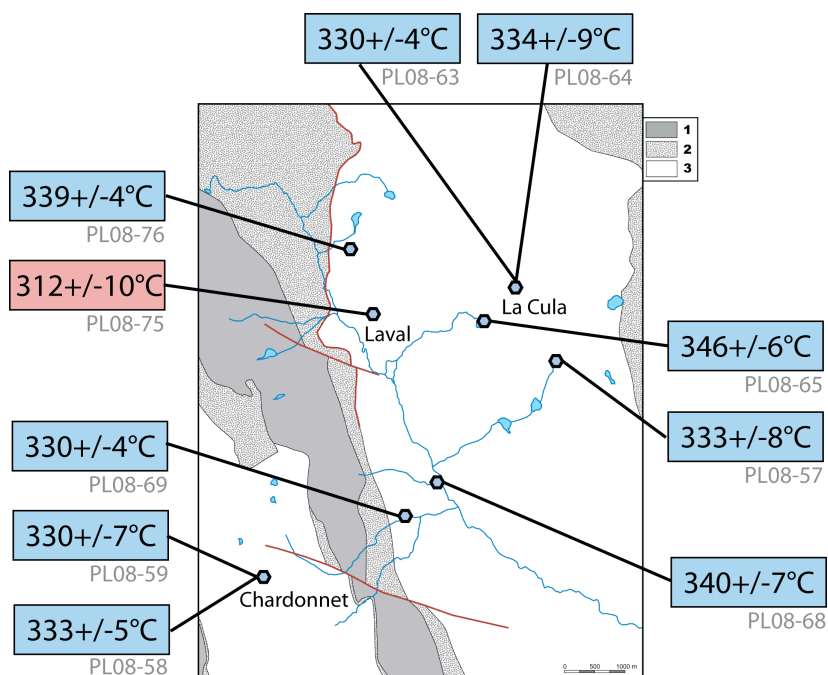 330+/-4°C
PL08-63
334+/-9°C
PL08-64
1
2
3
339+/-4°C
PL08-76
312+/-10°C
PL08-75
La Cula
Laval
346+/-6°C
PL08-65
333+/-8°C
PL08-57
330+/-4°C
PL08-69
330+/-7°C
PL08-59
Chardonnet
340+/-7°C
PL08-68
333+/-5°C
PL08-58
0 500 1000 m